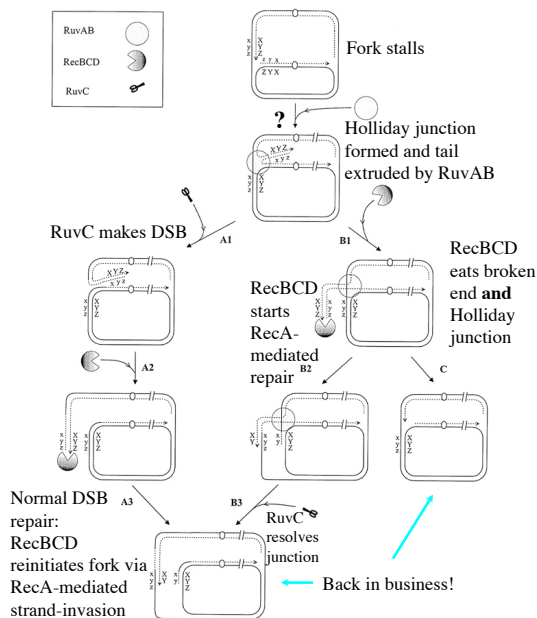 RuvAB
RecBCD
RuvC
Fork stalls
x y z
X Y Z
z y x
Z Y X
?
Holliday junction
formed and tail
extruded by RuvAB
X Y Z
x y z
x y z
X Y Z
RuvC makes DSB
A1
B1
RecBCD
eats broken
end and
Holliday
junction
X Y Z
x y z
x y z
X Y Z
RecBCD
starts
RecA-
mediated
repair
x y z
X Y Z
x y z
X Y Z
A2
B2
C
x y z
X Y Z
x y z
X Y Z
X Y
x y z
x y
X Y Z
x y z
X Y Z
Normal DSB
repair:
RecBCD
reinitiates fork via
RecA-mediated
strand-invasion
A3
B3
RuvC
resolves
junction
x y z
X Y
x y
X Y Z
Back in business!